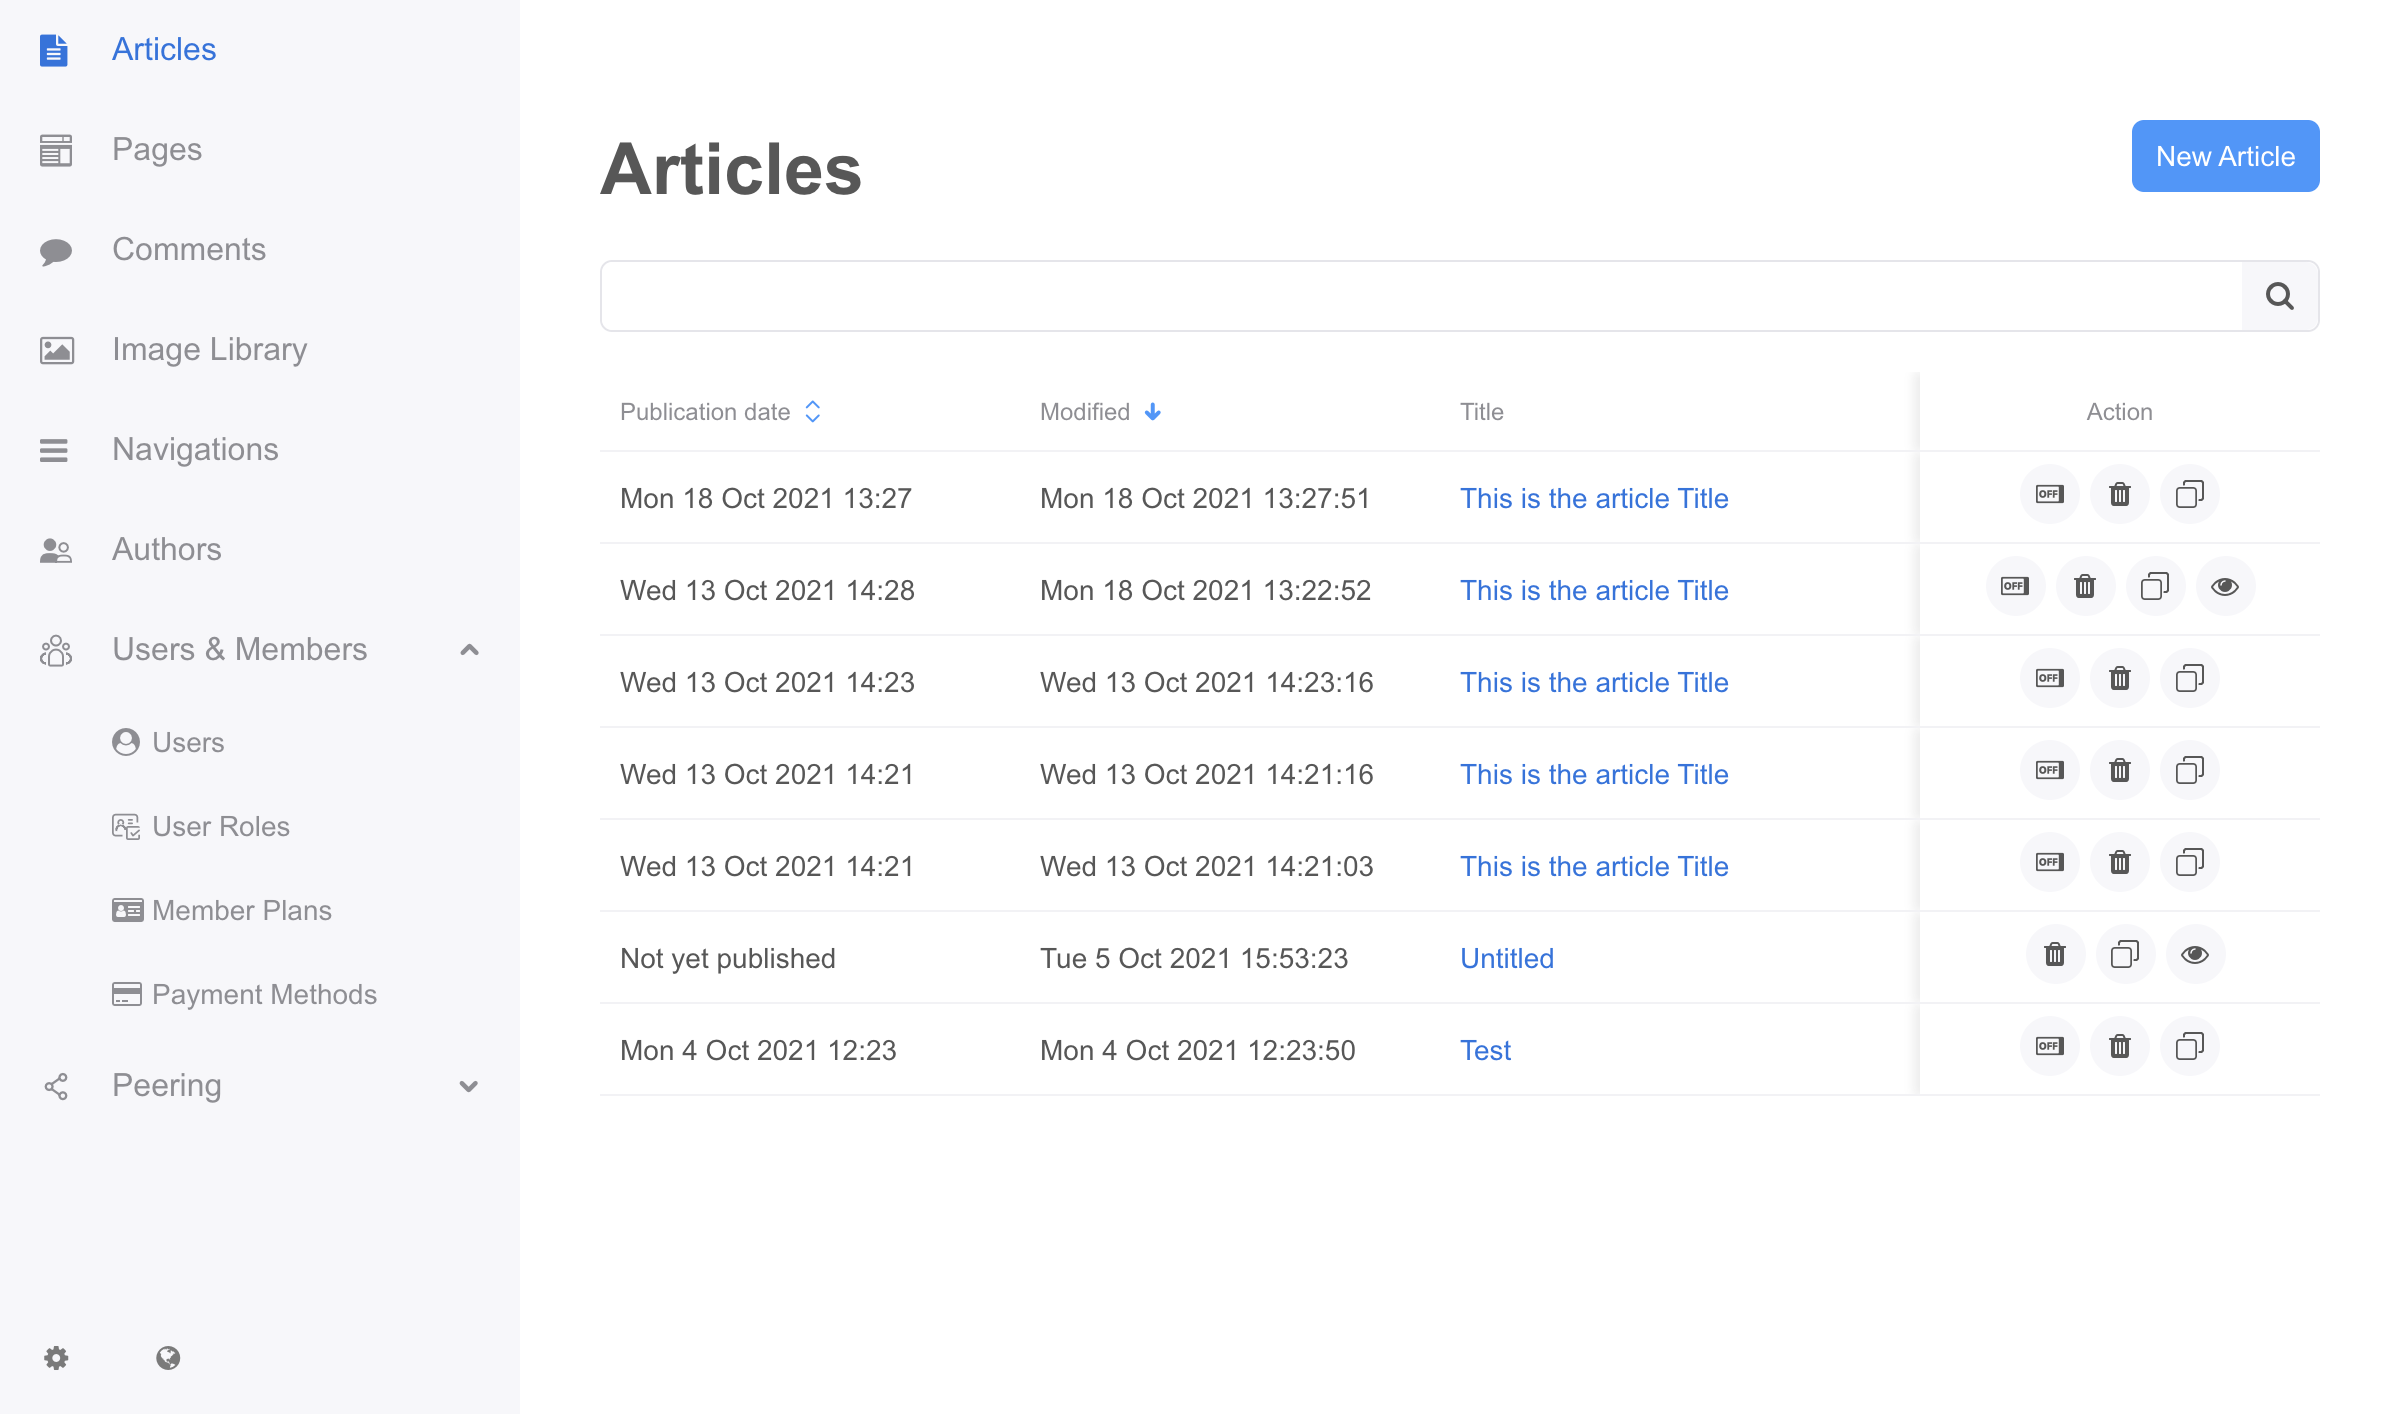 Articles
Pages
Comments
Image Library
Navigations
Authors
Users & Members
Users
User Roles
Member Plans
Payment Methods
Peering
Articles
New Article
Publication date Modified Title Action
Mon 18 Oct 2021 13:27 Mon 18 Oct 2021 13:27:51 This is the article Title OFF
Wed 13 Oct 2021 14:28 Mon 18 Oct 2021 13:22:52 This is the article Title OFF
Wed 13 Oct 2021 14:23 Wed 13 Oct 2021 14:23:16 This is the article Title OFF
Wed 13 Oct 2021 14:21 Wed 13 Oct 2021 14:21:16 This is the article Title OFF
Wed 13 Oct 2021 14:21 Wed 13 Oct 2021 14:21:03 This is the article Title OFF
Not yet published Tue 5 Oct 2021 15:53:23 Untitled
Mon 4 Oct 2021 12:23 Mon 4 Oct 2021 12:23:50 Test OFF